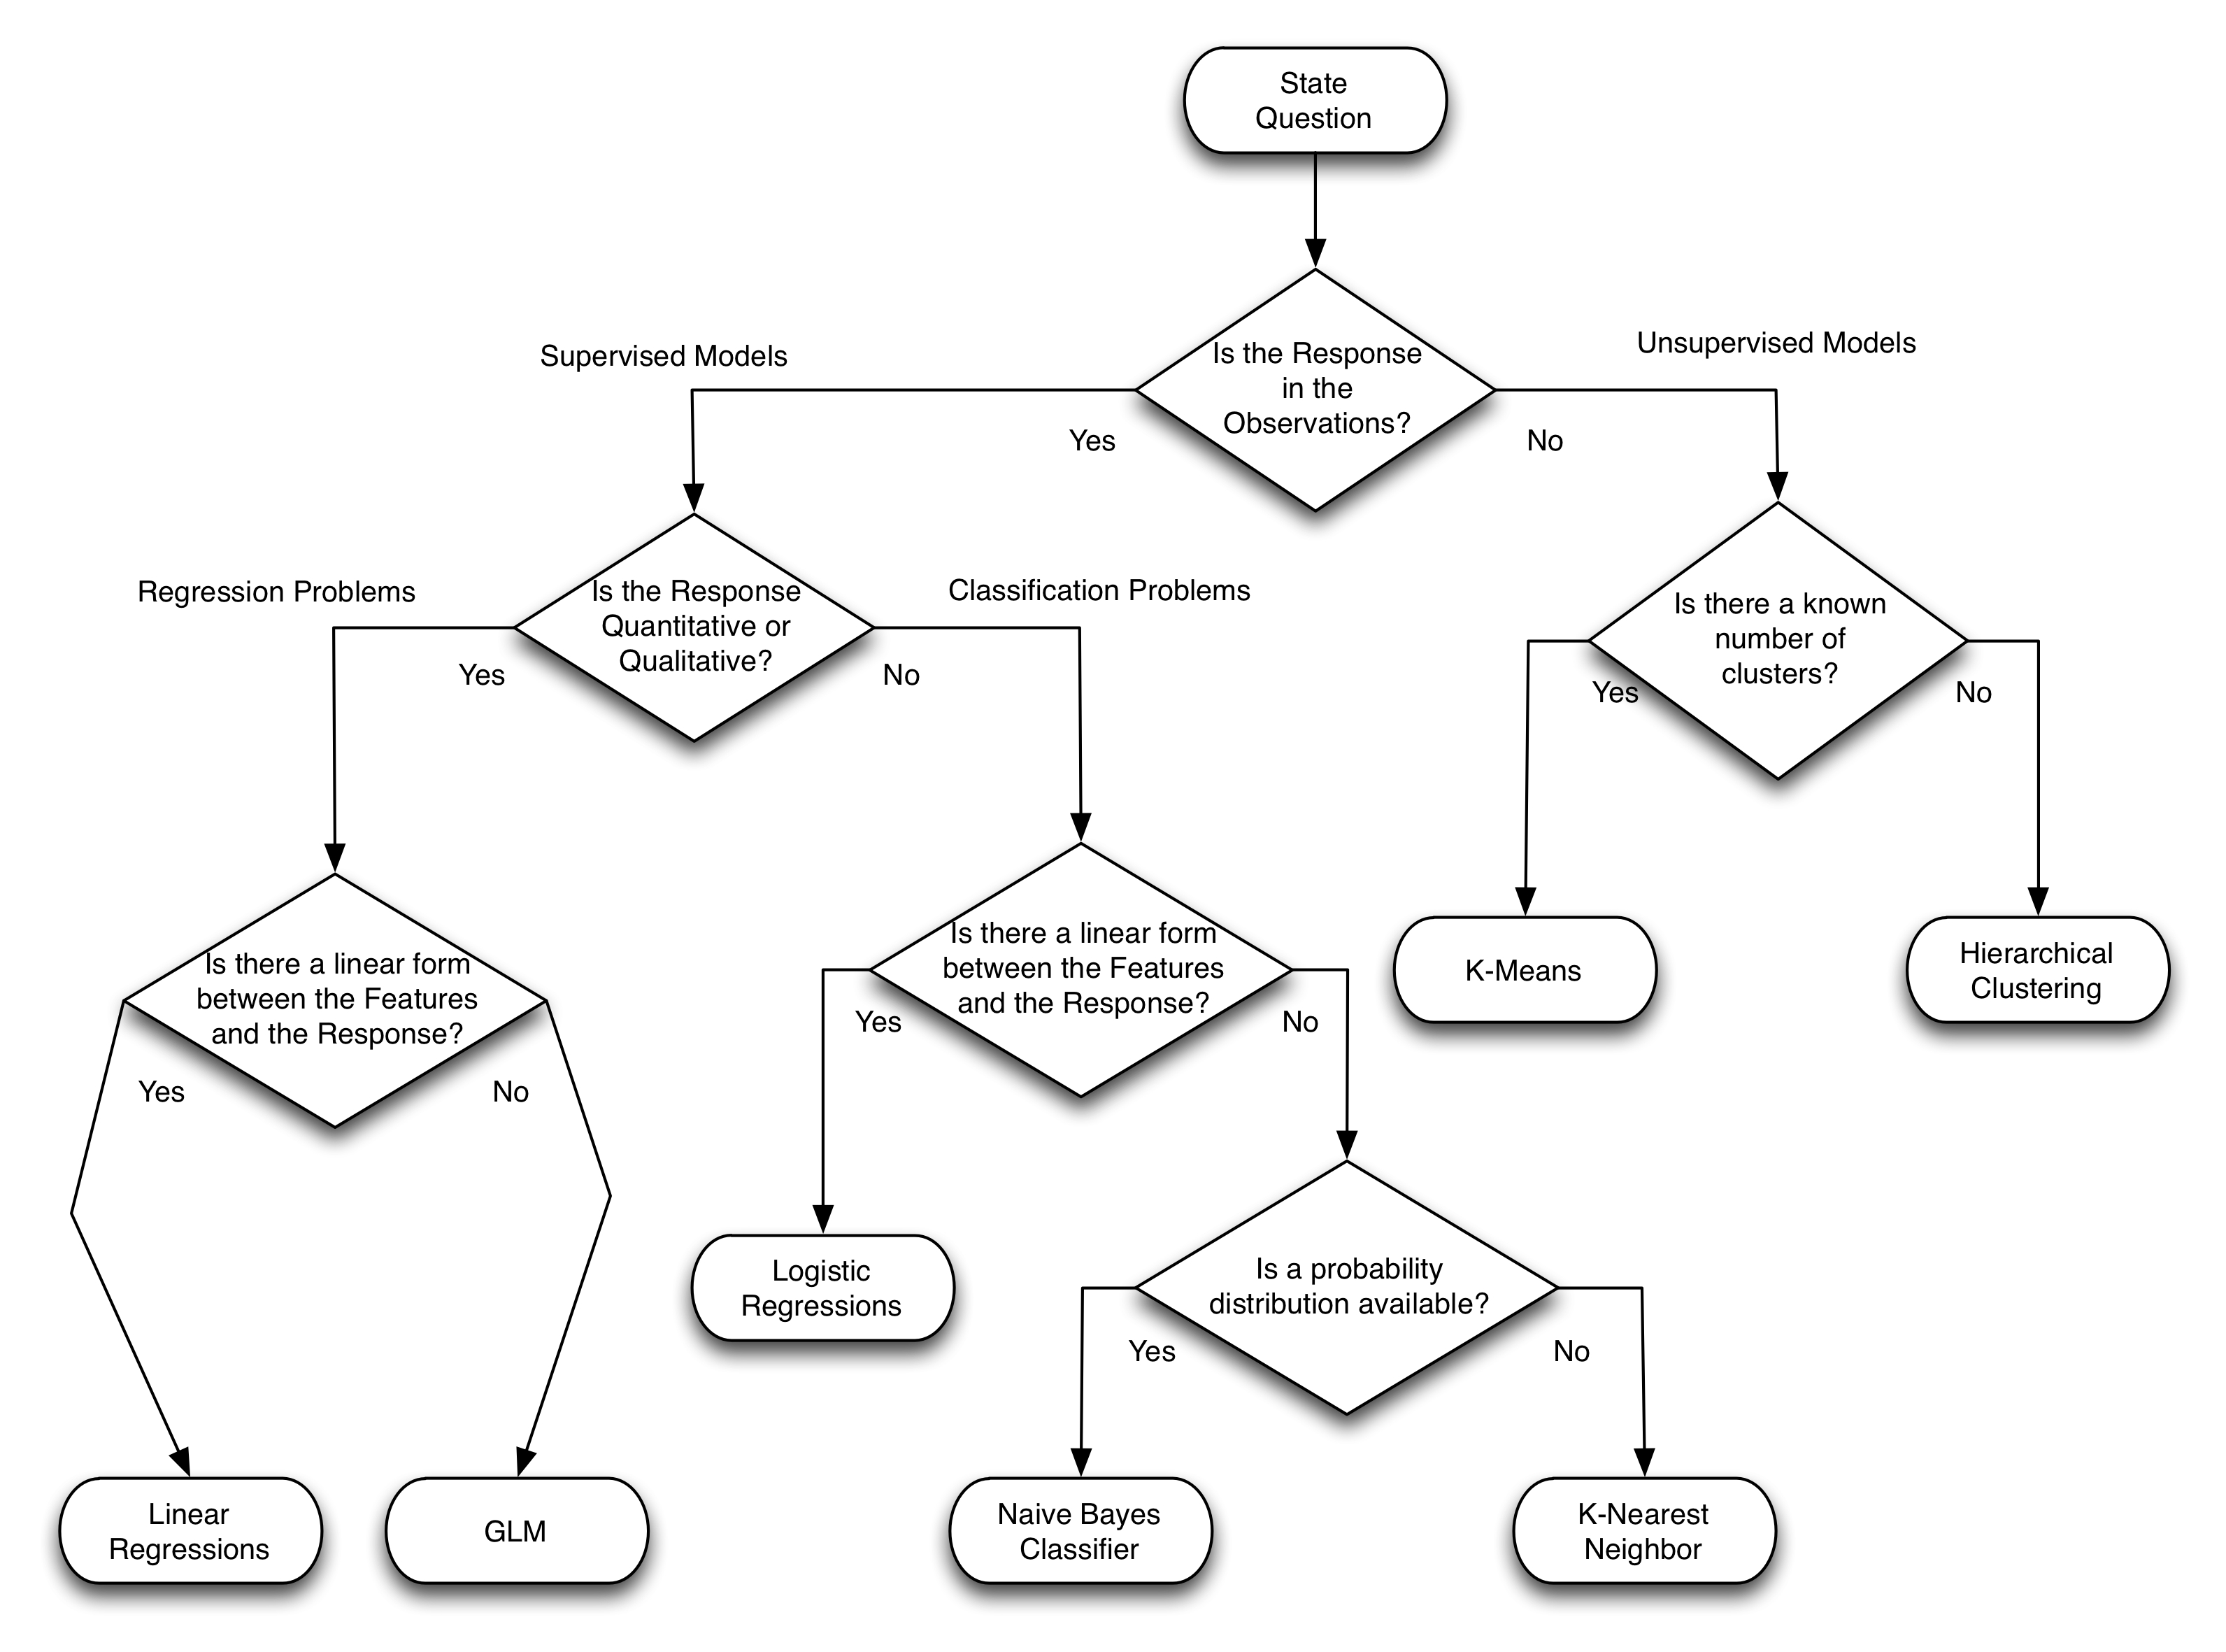 State
Question
Supervised Models
Unsupervised Models
Is the Response
in the
Observations?
Yes
No
Regression Problems
Classification Problems
Is the Response
Quantitative or
Qualitative?
Yes
No
Is there a known
number of
clusters?
Yes
No
Is there a linear form
between the Features
and the Response?
Yes
No
Is there a linear form
between the Features
and the Response?
Yes
No
K-Means
Hierarchical
Clustering
Logistic
Regressions
Is a probability
distribution available?
Yes
No
Linear
Regressions
GLM
Naive Bayes
Classifier
K-Nearest
Neighbor